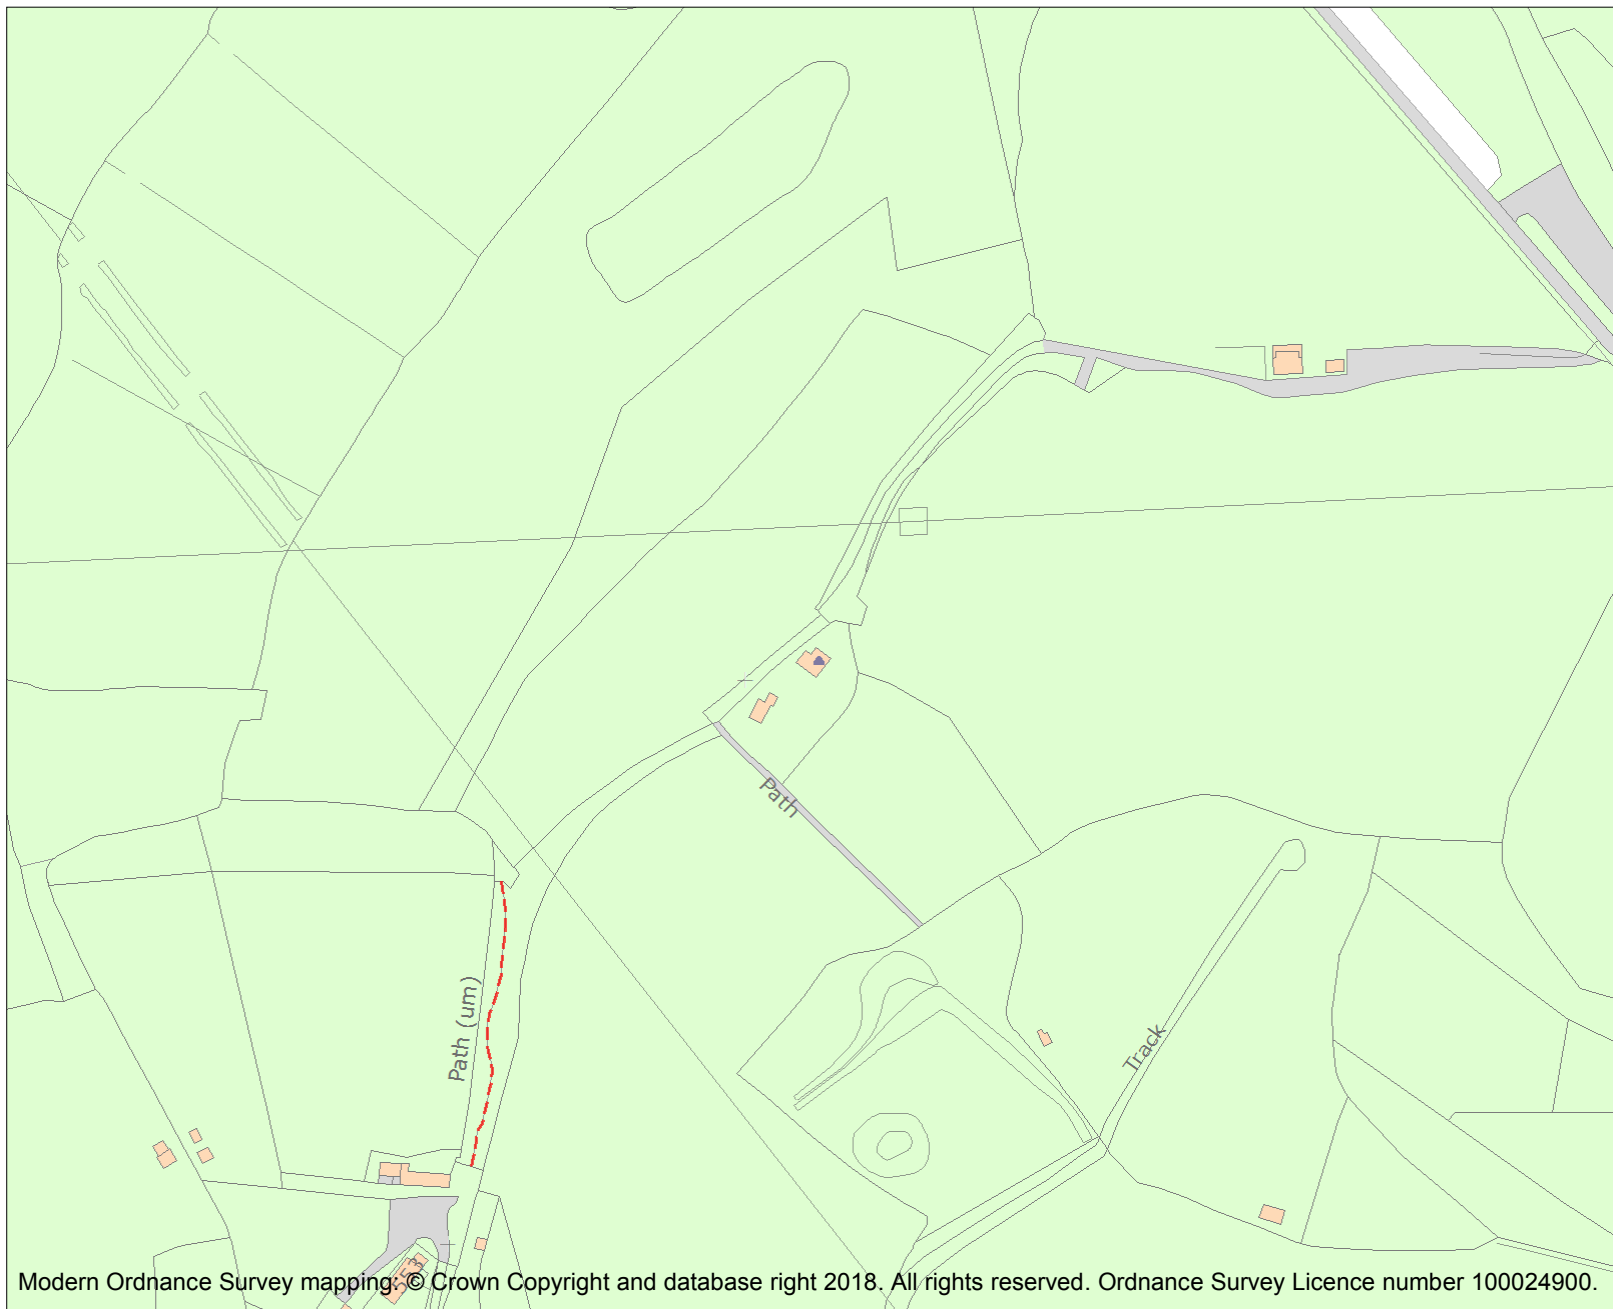 Path
Path (um)
Track
553
Modern Ordnance Survey mapping: © Crown Copyright and database right 2018. All rights reserved. Ordnance Survey Licence number 100024900.